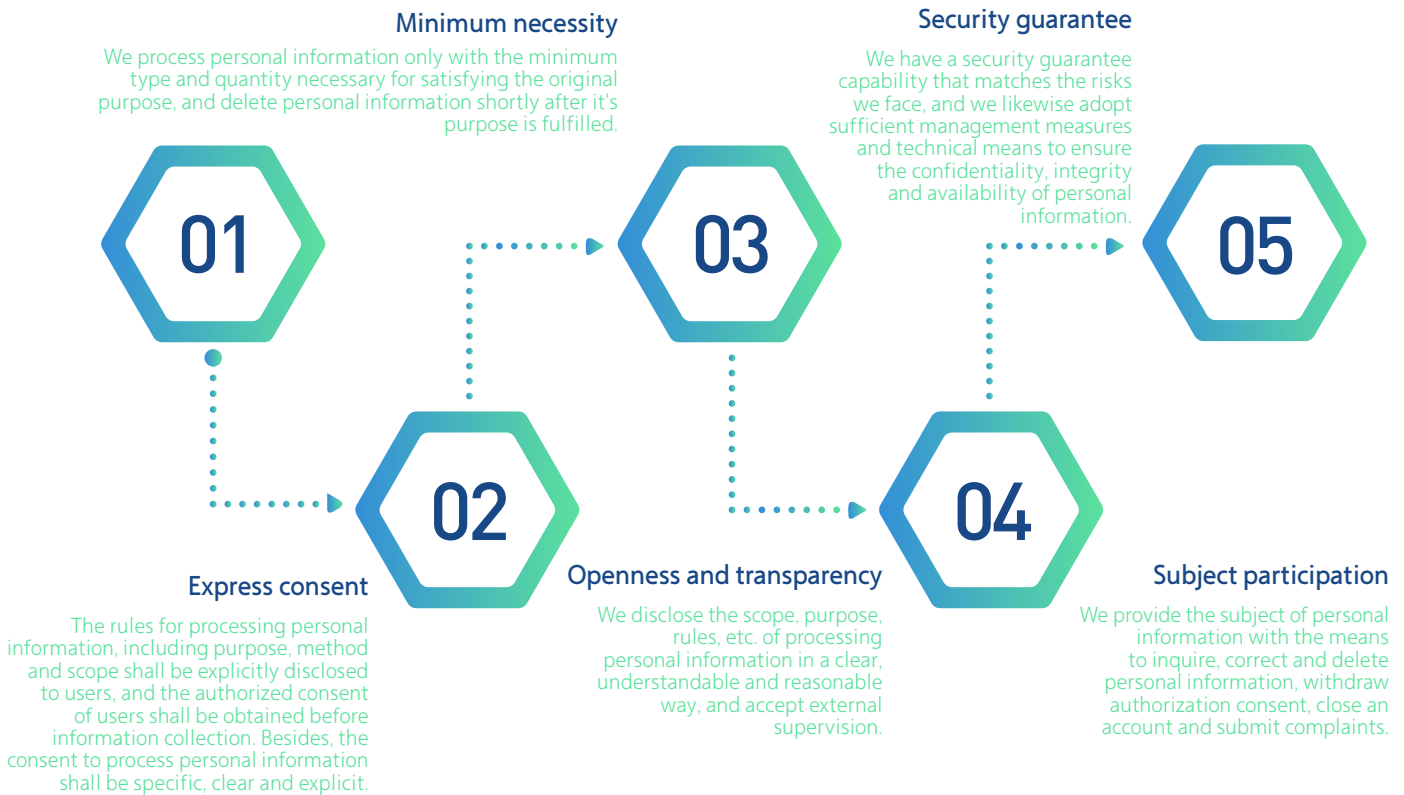 01
Express consent
The rules for processing personal
information, including purpose, method
and scope shall be explicitly disclosed
to users, and the authorized consent
of users shall be obtained before
information collection. Besides, the
consent to process personal information
shall be specific, clear and explicit.
02
Minimum necessity
We process personal information only with the minimum
type and quantity necessary for satisfying the original
purpose, and delete personal information shortly after it's
purpose is fulfilled.
03
Openness and transparency
We disclose the scope, purpose,
rules, etc. of processing
personal information in a clear,
understandable and reasonable
way, and accept external
supervision.
04
Security guarantee
We have a security guarantee
capability that matches the risks
we face, and we likewise adopt
sufficient management measures
and technical means to ensure
the confidentiality, integrity
and availability of personal
information.
05
Subject participation
We provide the subject of personal
information with the means
to inquire, correct and delete
personal information, withdraw
authorization consent, close an
account and submit complaints.